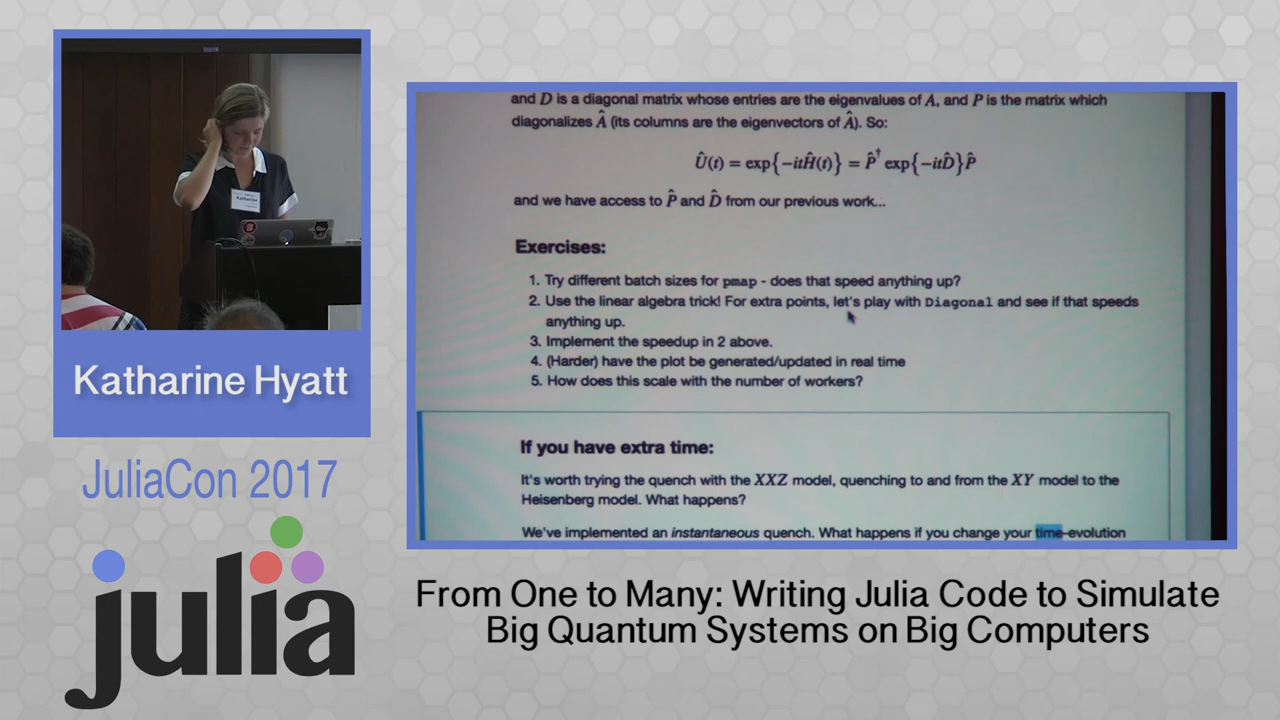 Katharine
Katharine Hyatt
JuliaCon 2017
julia
and D is a diagonal matrix whose entries are the eigenvalues of A, and P is the matrix which
diagonalizes Â (its columns are the eigenvectors of Â). So:
Û(t) = exp{−itĤ(t)} = P̂† exp{−itD̂}P̂
and we have access to P̂ and D̂ from our previous work...
Exercises:
1. Try different batch sizes for pmap - does that speed anything up?
2. Use the linear algebra trick! For extra points, let's play with Diagonal and see if that speeds
anything up.
3. Implement the speedup in 2 above.
4. (Harder) have the plot be generated/updated in real time
5. How does this scale with the number of workers?
If you have extra time:
It's worth trying the quench with the XXZ model, quenching to and from the XY model to the
Heisenberg model. What happens?
We've implemented an instantaneous quench. What happens if you change your time-evolution
From One to Many: Writing Julia Code to Simulate
Big Quantum Systems on Big Computers